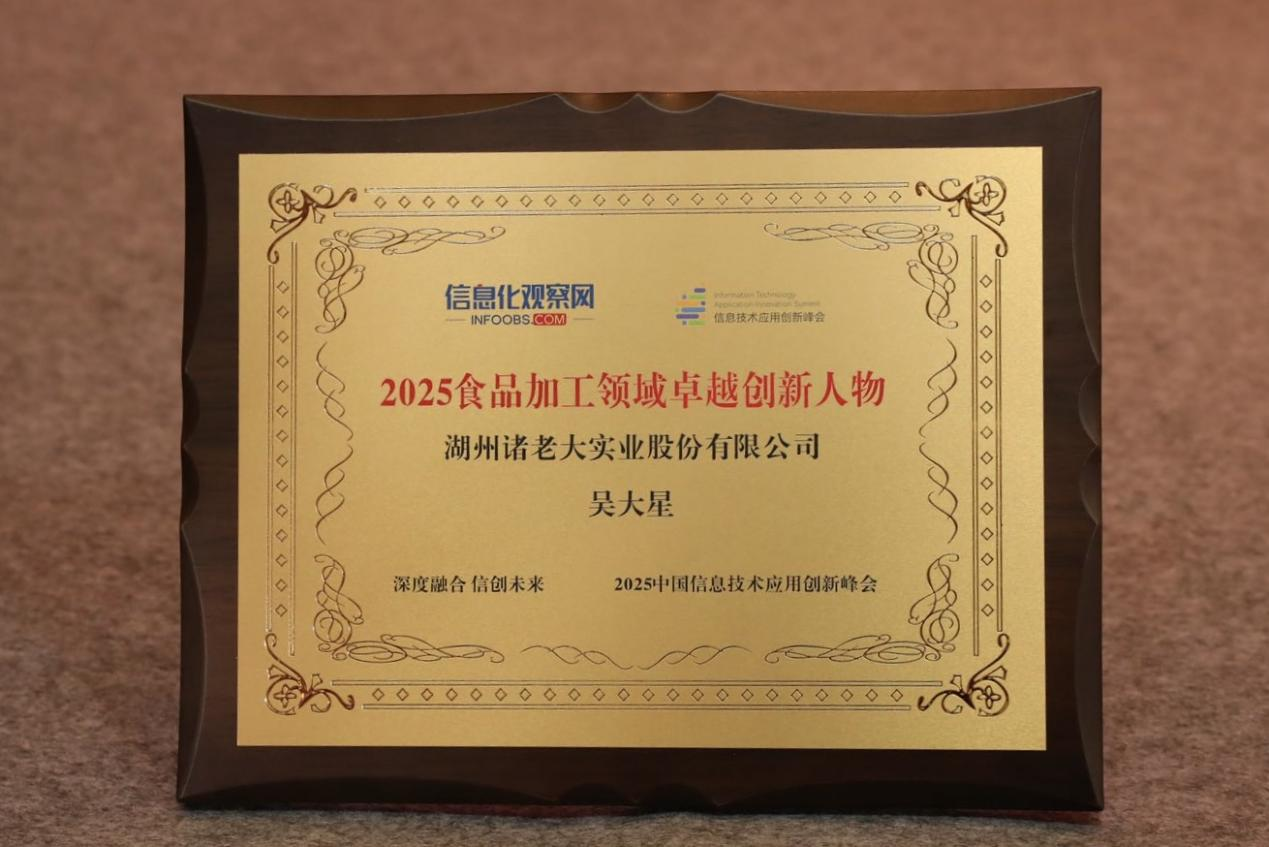 信息化观察网
INFOOBS.COM
Information Technology
Application Innovation Summit
信息技术应用创新峰会
2025食品加工领域卓越创新人物
湖州诸老大实业股份有限公司
吴大星
深度融合 信创未来
2025中国信息技术应用创新峰会